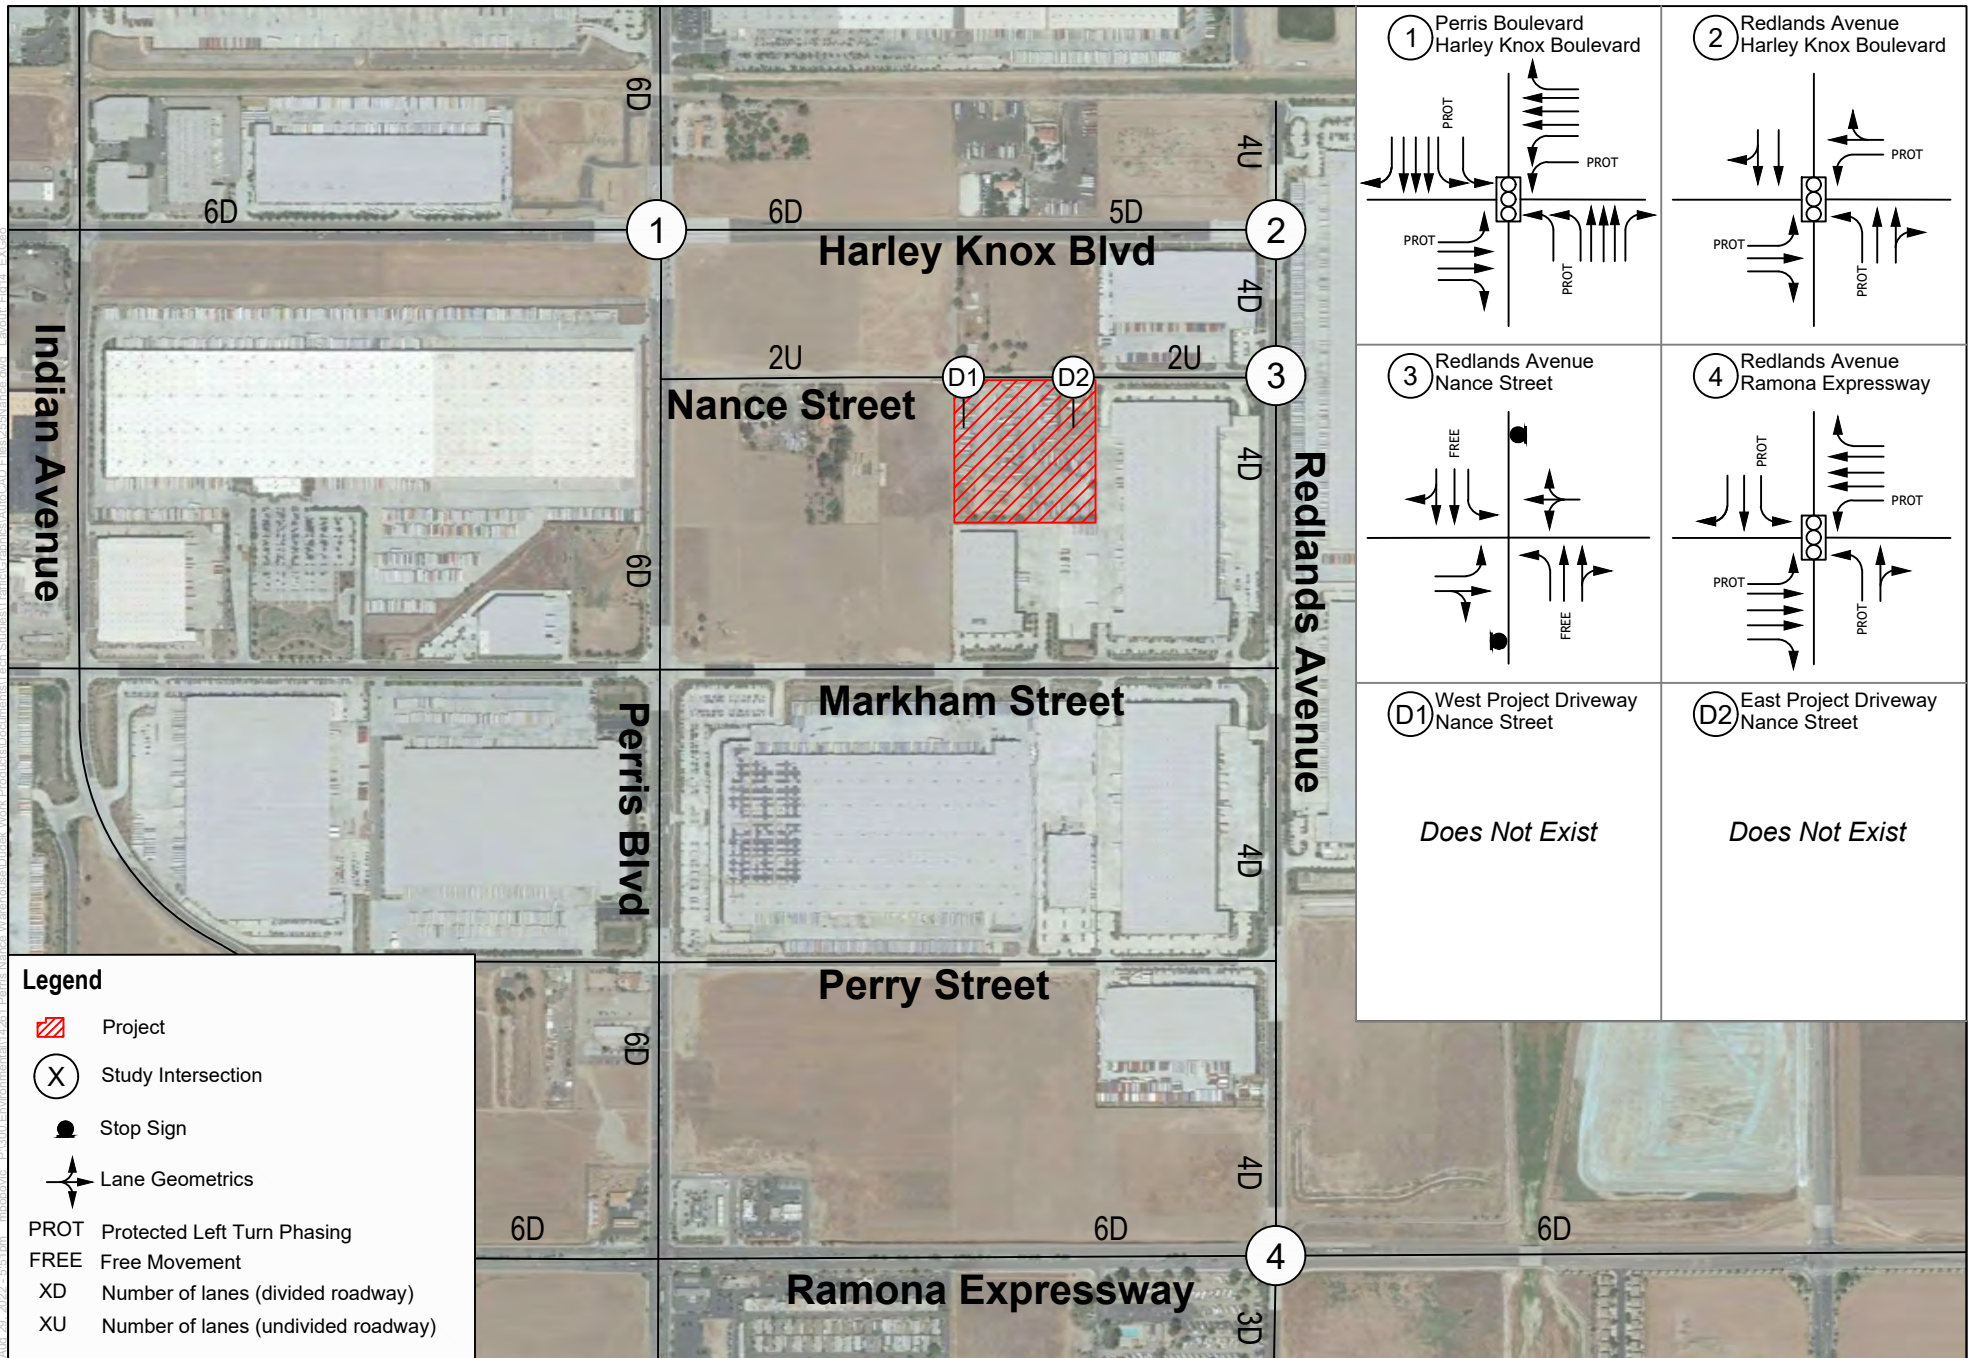 6D
6D
6D
5D
4U
1
2
Harley Knox Blvd
4D
2U
2U
D1
D2
3
Nance Street
Indian Avenue
4D
6D
Redlands Avenue
Markham Street
Perris Blvd
4D
Perry Street
6D
4D
6D
6D
6D
4
Ramona Expressway
3D
Legend
Project
X Study Intersection
Stop Sign
Lane Geometrics
PROT Protected Left Turn Phasing
FREE Free Movement
XD Number of lanes (divided roadway)
XU Number of lanes (undivided roadway)
1 Perris Boulevard
Harley Knox Boulevard
PROT
PROT
PROT
PROT
2 Redlands Avenue
Harley Knox Boulevard
PROT
PROT
PROT
3 Redlands Avenue
Nance Street
FREE
FREE
4 Redlands Avenue
Ramona Expressway
PROT
PROT
PROT
PROT
D1 West Project Driveway
Nance Street
Does Not Exist
D2 East Project Driveway
Nance Street
Does Not Exist